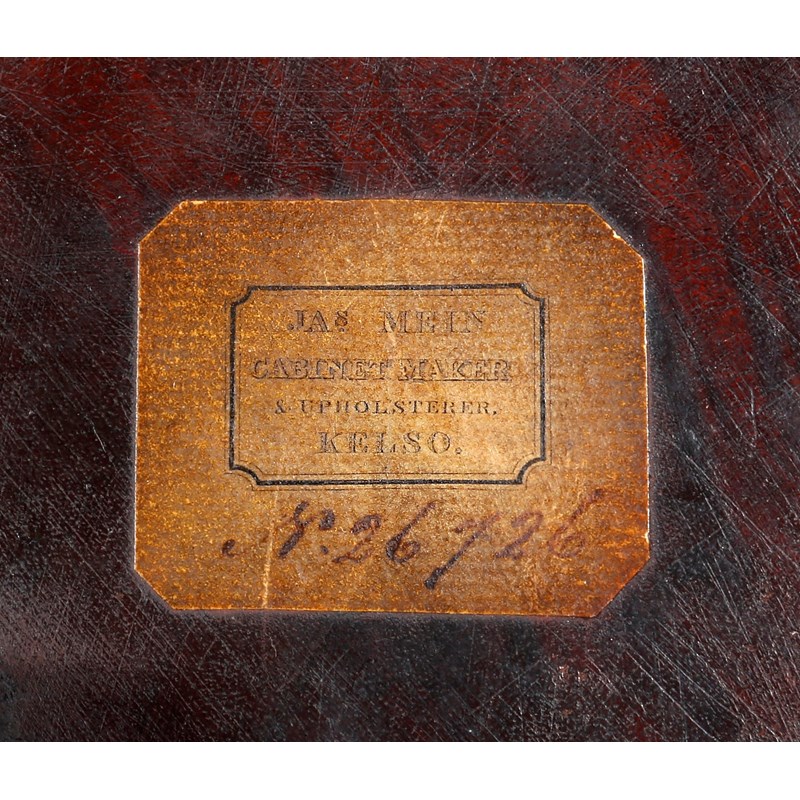 JAs MEIN
CABINET MAKER
& UPHOLSTERER,
KELSO.
No. 26726